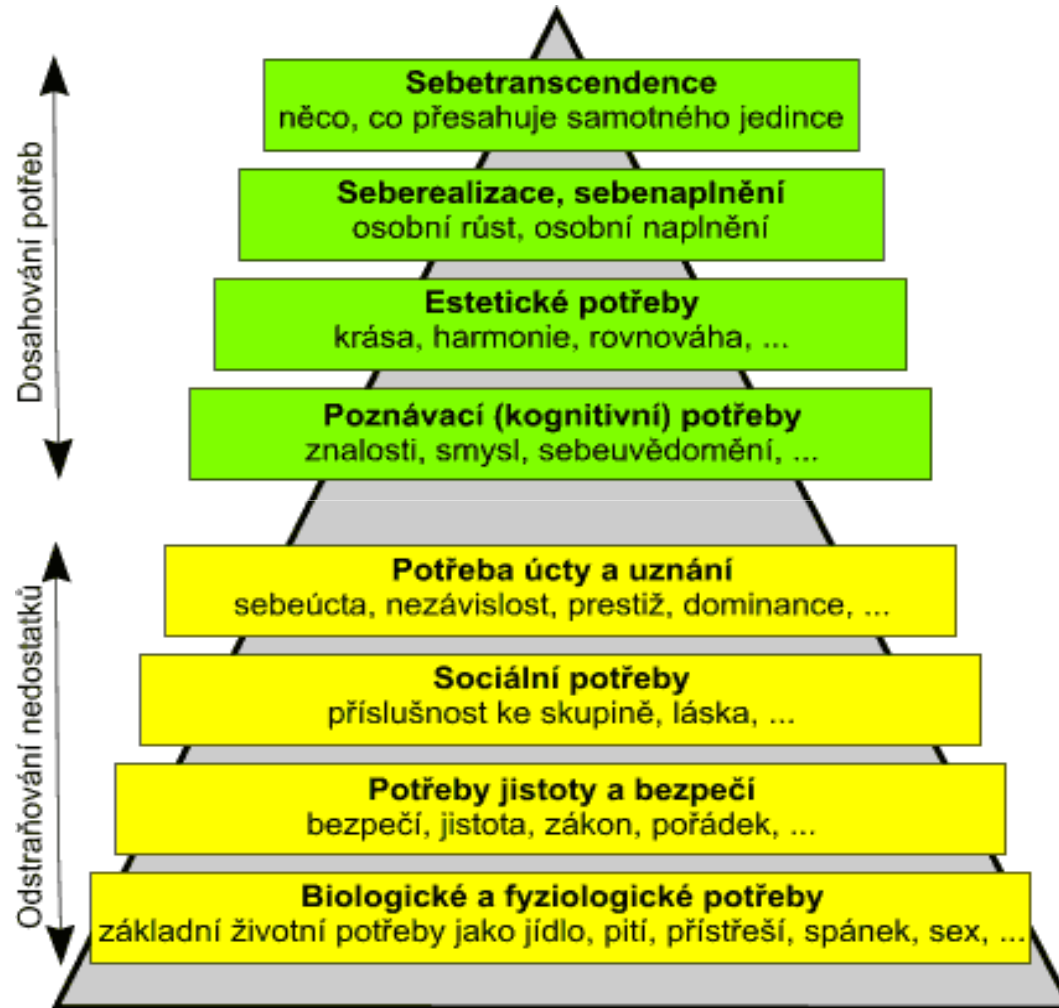 Sebetranscendence
něco, co přesahuje samotného jedince
Seberealizace, sebenaplnění
osobní růst, osobní naplnění
Estetické potřeby
krása, harmonie, rovnováha, ...
Poznávací (kognitivní) potřeby
znalosti, smysl, sebeuvědomění, ...
Dosahování potřeb
Potřeba úcty a uznání
sebeúcta, nezávislost, prestiž, dominance, ...
Sociální potřeby
příslušnost ke skupině, láska, ...
Potřeby jistoty a bezpečí
bezpečí, jistota, zákon, pořádek, ...
Biologické a fyziologické potřeby
základní životní potřeby jako jídlo, pití, přístřeší, spánek, sex, ...
Odstraňování nedostatků